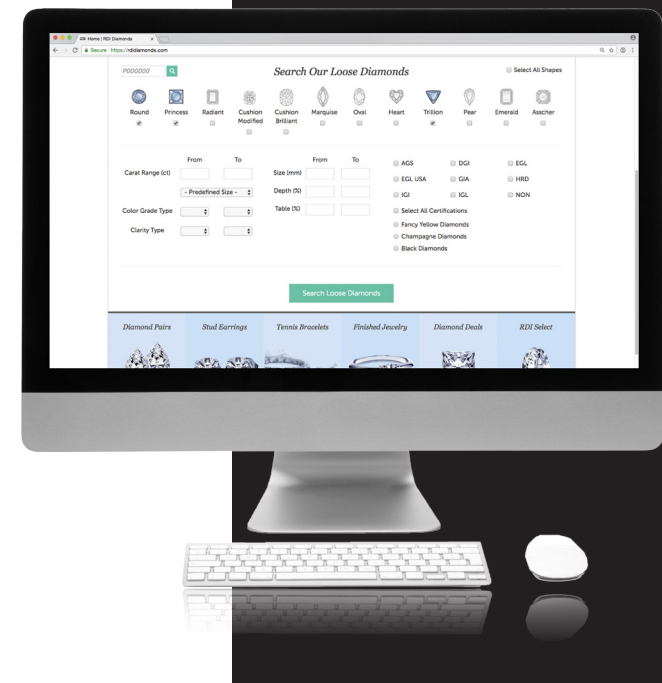 Home | RDI Diamonds
Secure https://rdidiamonds.com
P000000
Search Our Loose Diamonds
Select All Shapes
Round Princess Radiant Cushion Modified Cushion Brilliant Marquise Oval Heart Trillion Pear Emerald Asscher
From To From To
Carat Range (ct)
- Predefined Size -
Color Grade Type
Clarity Type
Size (mm)
Depth (%)
Table (%)
AGS DGI EGL
EGL USA GIA HRD
IGI IGL NON
Select All Certifications
Fancy Yellow Diamonds
Champagne Diamonds
Black Diamonds
Search Loose Diamonds
Diamond Pairs Stud Earrings Tennis Bracelets Finished Jewelry Diamond Deals RDI Select